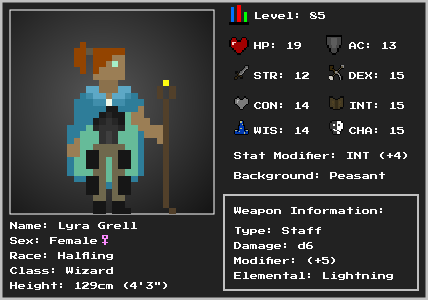 Level: 85
HP: 19 AC: 13
STR: 12 DEX: 15
CON: 14 INT: 15
WIS: 14 CHA: 15
Stat Modifier: INT (+4)
Background: Peasant
Name: Lyra Grell
Sex: Female♀
Race: Halfling
Class: Wizard
Height: 129cm (4'3")
Weapon Information:
Type: Staff
Damage: d6
Modifier: (+5)
Elemental: Lightning